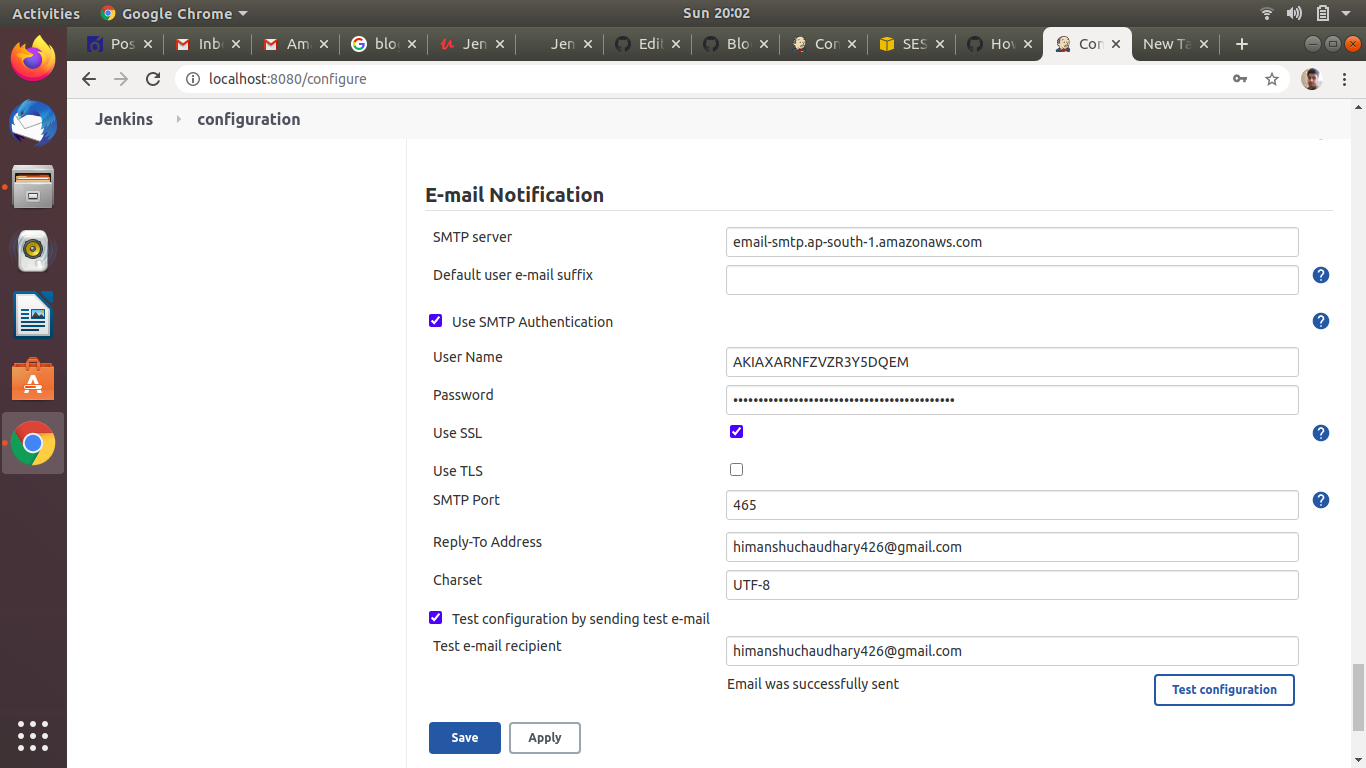 Activities Google Chrome Sun 20:02
Pos Inb Am blo Jen Jen Edi Blo Con SES Hov Con New Ta
localhost:8080/configure
Jenkins configuration
E-mail Notification
SMTP server email-smtp.ap-south-1.amazonaws.com
Default user e-mail suffix
Use SMTP Authentication
User Name AKIAXARNFZVZR3Y5DQEM
Password
Use SSL
Use TLS
SMTP Port 465
Reply-To Address himanshuchaudhary426@gmail.com
Charset UTF-8
Test configuration by sending test e-mail
Test e-mail recipient himanshuchaudhary426@gmail.com
Email was successfully sent Test configuration
Save Apply